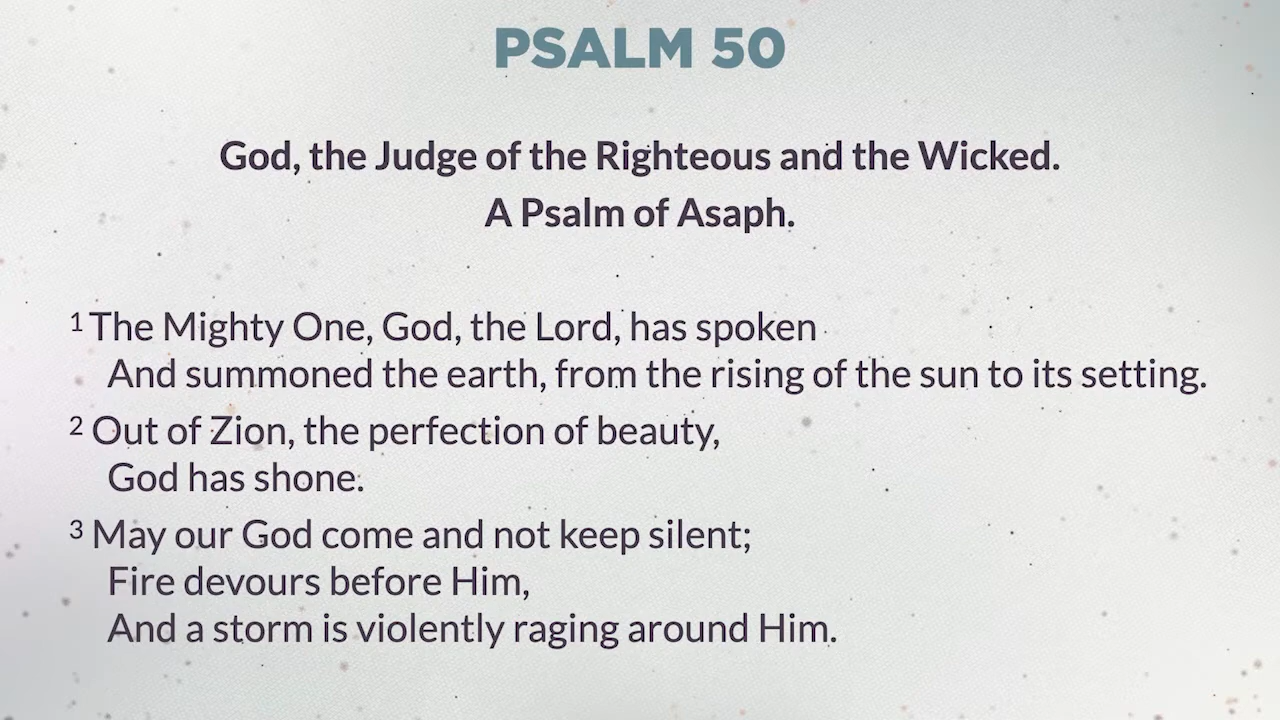 PSALM 50
God, the Judge of the Righteous and the Wicked.
A Psalm of Asaph.
1 The Mighty One, God, the Lord, has spoken
And summoned the earth, from the rising of the sun to its setting.
2 Out of Zion, the perfection of beauty,
God has shone.
3 May our God come and not keep silent;
Fire devours before Him,
And a storm is violently raging around Him.